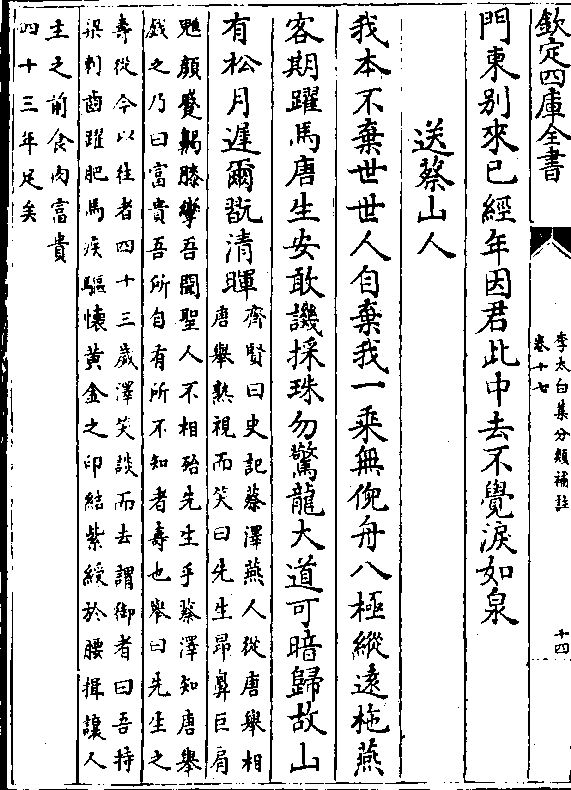 欽定四庫全書
李太白集分類補註
卷十七
十四
門東别來已經年因君此中去不覺淚如泉
送蔡山人
我本不棄世世人自棄我一乘無倪舟八極縱遠柂燕
客期躍馬唐生安敢譏採珠勿驚龍大道可暗歸故山
有松月遲爾翫清暉
齊賢曰史記蔡澤燕人從唐舉相
唐舉熟視而笑曰先生曷鼻巨肩
魋顔蹙齃膝攣吾聞聖人不相殆先生乎蔡澤知唐舉
戲之乃曰富貴吾所自有所不知者壽也舉曰先生之
壽從今以往者四十三歲澤笑談而去謂御者曰吾持
粱刺齒躍肥馬疾驅懷黃金之印結紫綬於腰揖讓人
主之前食肉富貴
四十三年足矣